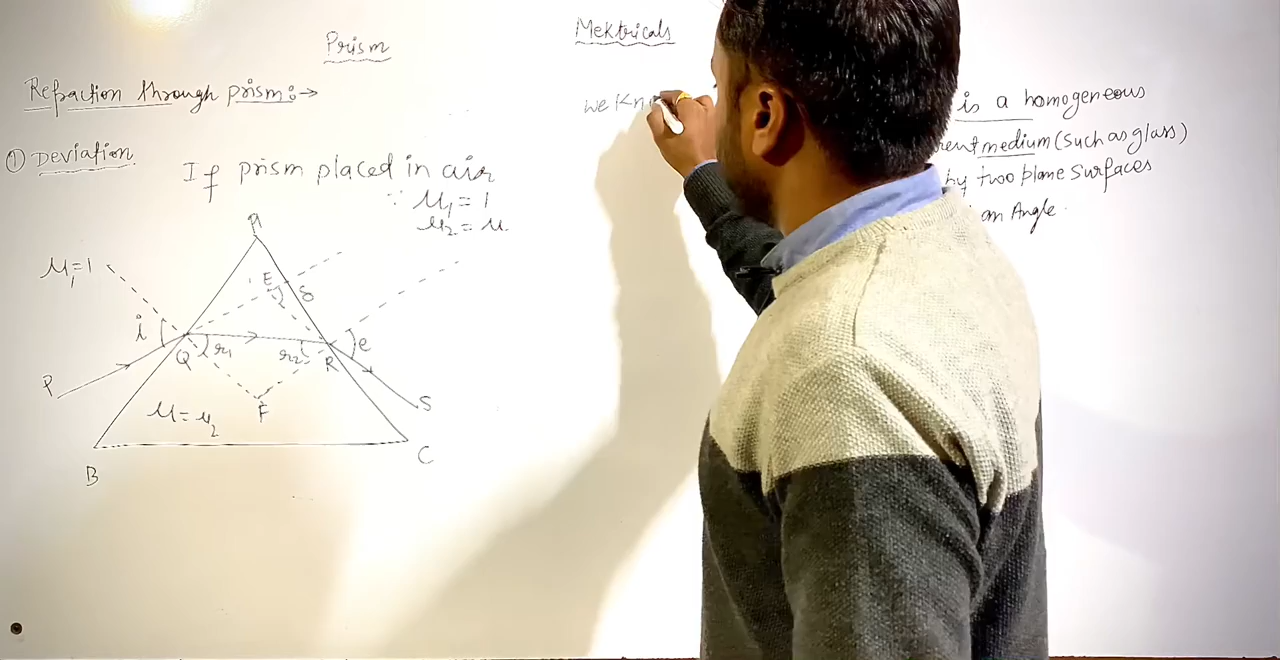 Prism
Mektricals
Refraction through prism:→
① Deviation
If prism placed in air
∵ μ₁ = 1
μ₂ = μ
we Kn
is a homogeneous
rent medium (such as glass)
by two plane surfaces
an Angle.
A
μ₁=1
E
δ
i
Q
r₁
r₂
R
e
P
F
S
μ=μ₂
B
C